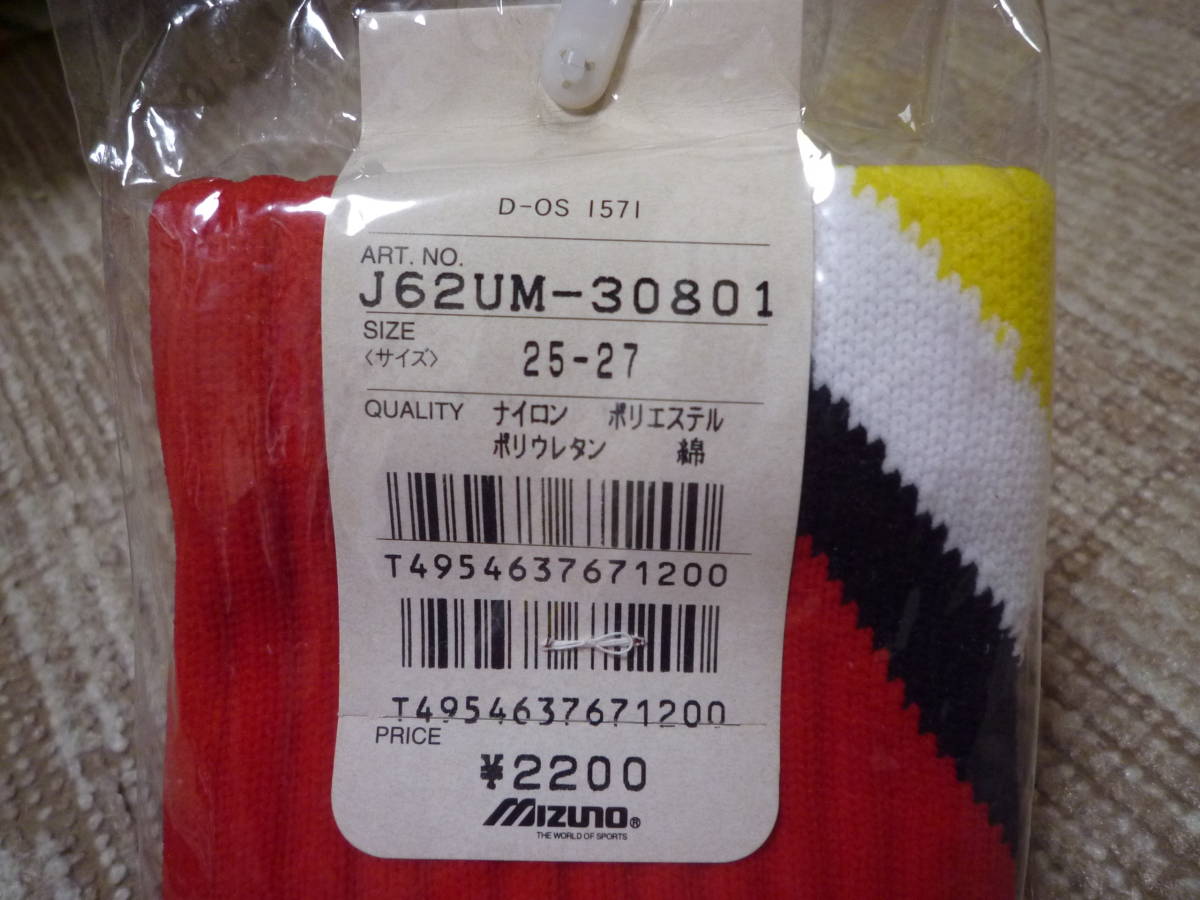 D-OS 1571
ART. NO.
J62UM-30801
SIZE
〈サイズ〉 25-27
QUALITY ナイロン ポリエステル
ポリウレタン 綿
T4954637671200
T4954637671200
PRICE
¥2200
MIZUNO®
THE WORLD OF SPORTS